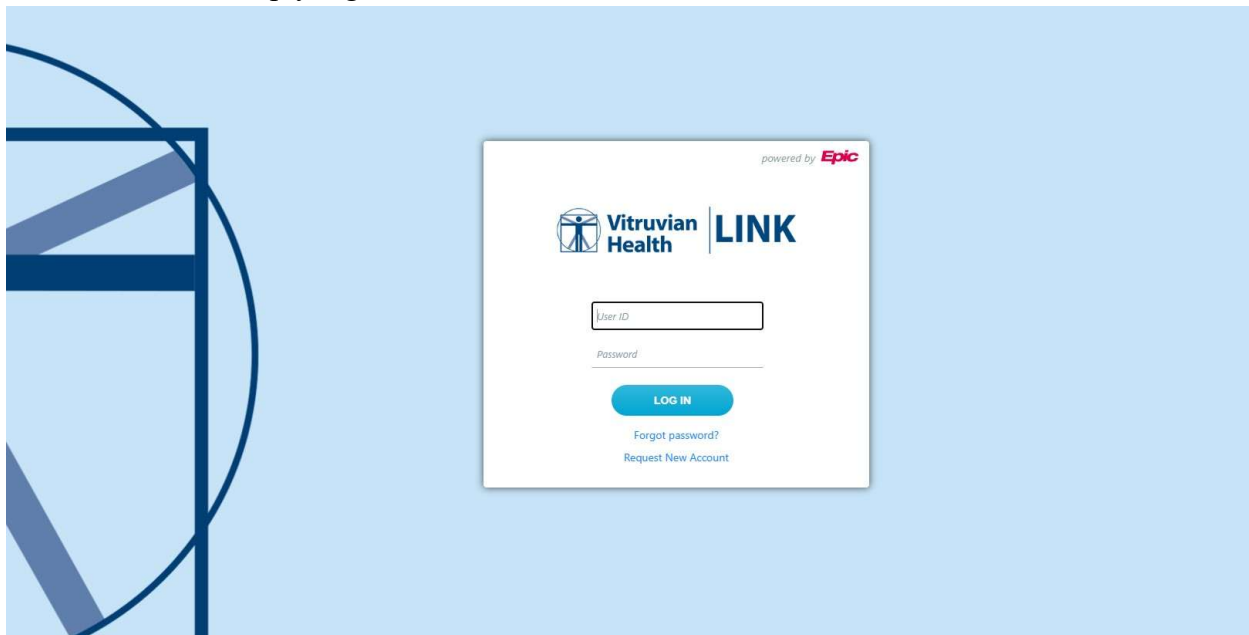 powered by Epic
Vitruvian Health | LINK
User ID
Password
LOG IN
Forgot password?
Request New Account